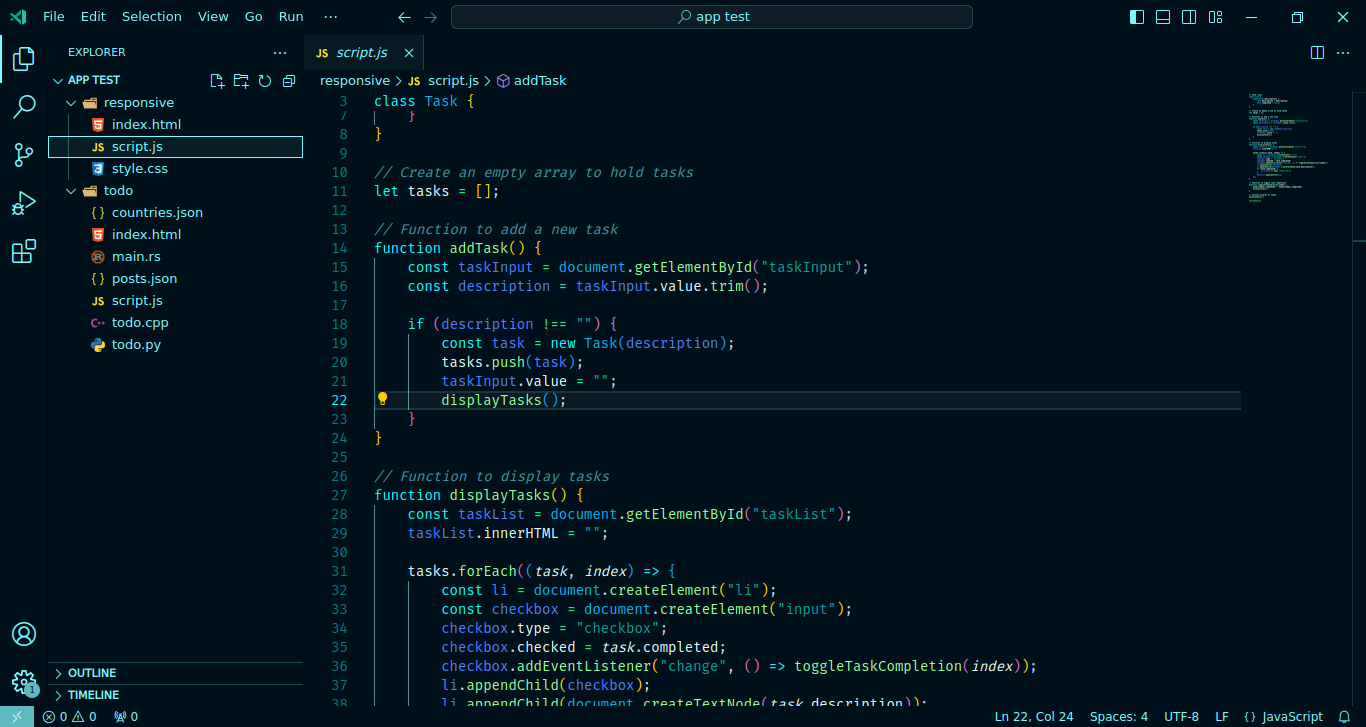 File Edit Selection View Go Run ···
app test
EXPLORER ···
APP TEST
responsive
index.html
JS script.js
style.css
todo
{ } countries.json
index.html
main.rs
{ } posts.json
JS script.js
C++ todo.cpp
todo.py
OUTLINE
TIMELINE
JS script.js
responsive > JS script.js > addTask
3 class Task {
7 }
8 }
9
10 // Create an empty array to hold tasks
11 let tasks = [];
12
13 // Function to add a new task
14 function addTask() {
15 const taskInput = document.getElementById("taskInput");
16 const description = taskInput.value.trim();
17
18 if (description !== "") {
19 const task = new Task(description);
20 tasks.push(task);
21 taskInput.value = "";
22 displayTasks();
23 }
24 }
25
26 // Function to display tasks
27 function displayTasks() {
28 const taskList = document.getElementById("taskList");
29 taskList.innerHTML = "";
30
31 tasks.forEach((task, index) => {
32 const li = document.createElement("li");
33 const checkbox = document.createElement("input");
34 checkbox.type = "checkbox";
35 checkbox.checked = task.completed;
36 checkbox.addEventListener("change", () => toggleTaskCompletion(index));
37 li.appendChild(checkbox);
38 li.appendChild(document.createTextNode(task.description));
1
0 0 0
Ln 22, Col 24 Spaces: 4 UTF-8 LF { } JavaScript